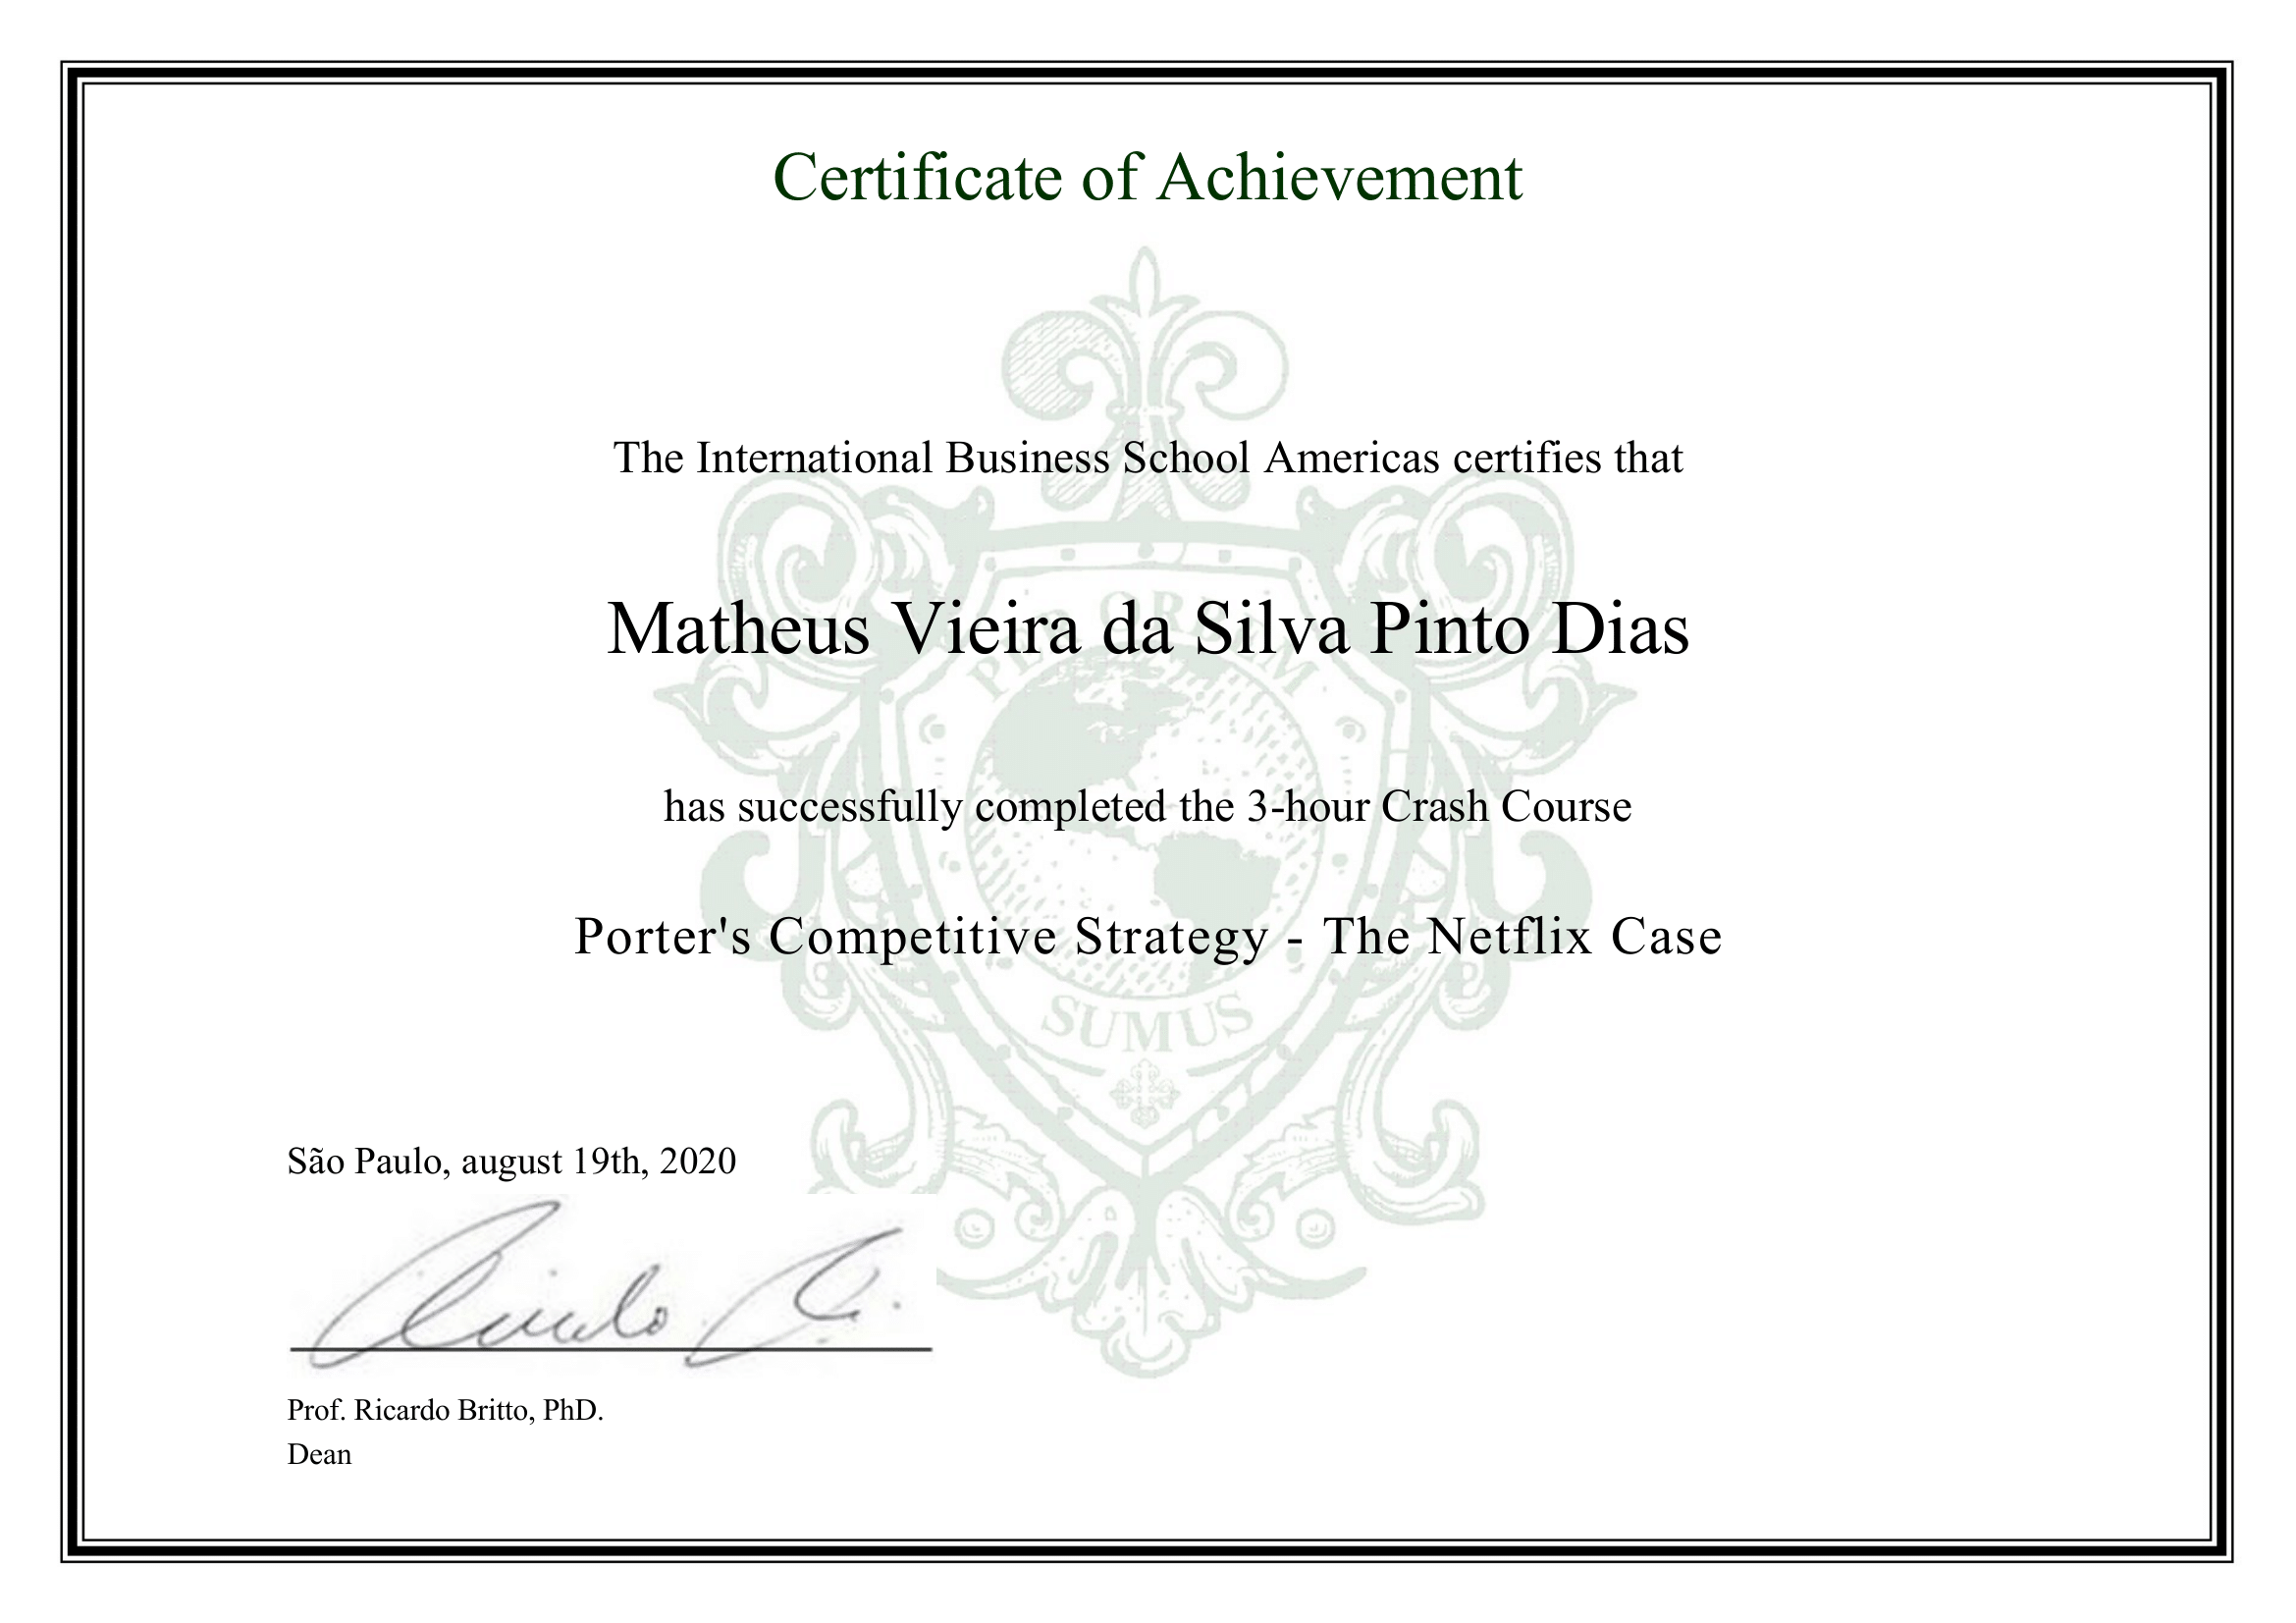 Certificate of Achievement
The International Business School Americas certifies that
Matheus Vieira da Silva Pinto Dias
has successfully completed the 3-hour Crash Course
Porter's Competitive Strategy - The Netflix Case
SUMUS
São Paulo, august 19th, 2020
Prof. Ricardo Britto, PhD.
Dean